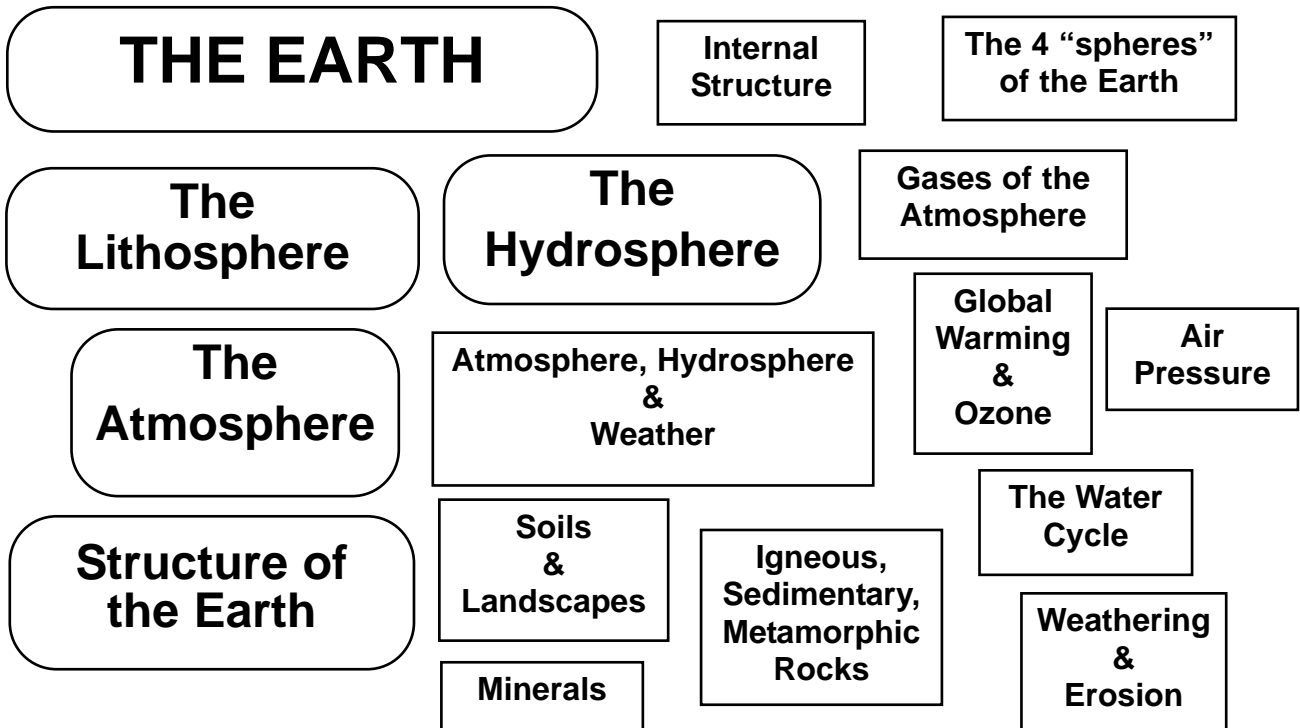 THE EARTH
Internal
Structure
The 4 “spheres”
of the Earth
The
Lithosphere
The
Hydrosphere
Gases of the
Atmosphere
Global
Warming
&
Ozone
Air
Pressure
The
Atmosphere
Atmosphere, Hydrosphere
&
Weather
The Water
Cycle
Structure of
the Earth
Soils
&
Landscapes
Igneous,
Sedimentary,
Metamorphic
Rocks
Weathering
&
Erosion
Minerals